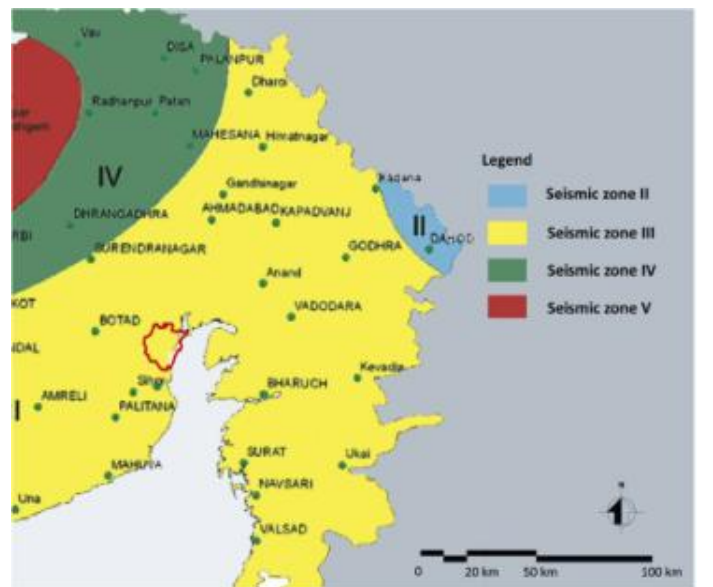 Vav
DISA
PALANPUR
Dharoi
Radhanpur
Patan
MAHESANA
Himatnagar
IV
Kadana
Gandhinagar
DHRANGADHRA
AHMADABAD
KAPADVANJ
II
DAHOD
RBI
SURENDRANAGAR
GODHRA
Anand
KOT
BOTAD
VADODARA
NDAL
Kevadia
AMRELI
BHARUCH
I
PALITANA
SURAT
Ukai
MAHUVA
NAVSARI
Una
VALSAD
Legend
Seismic zone II
Seismic zone III
Seismic zone IV
Seismic zone V
0 20 km 50 km 100 km